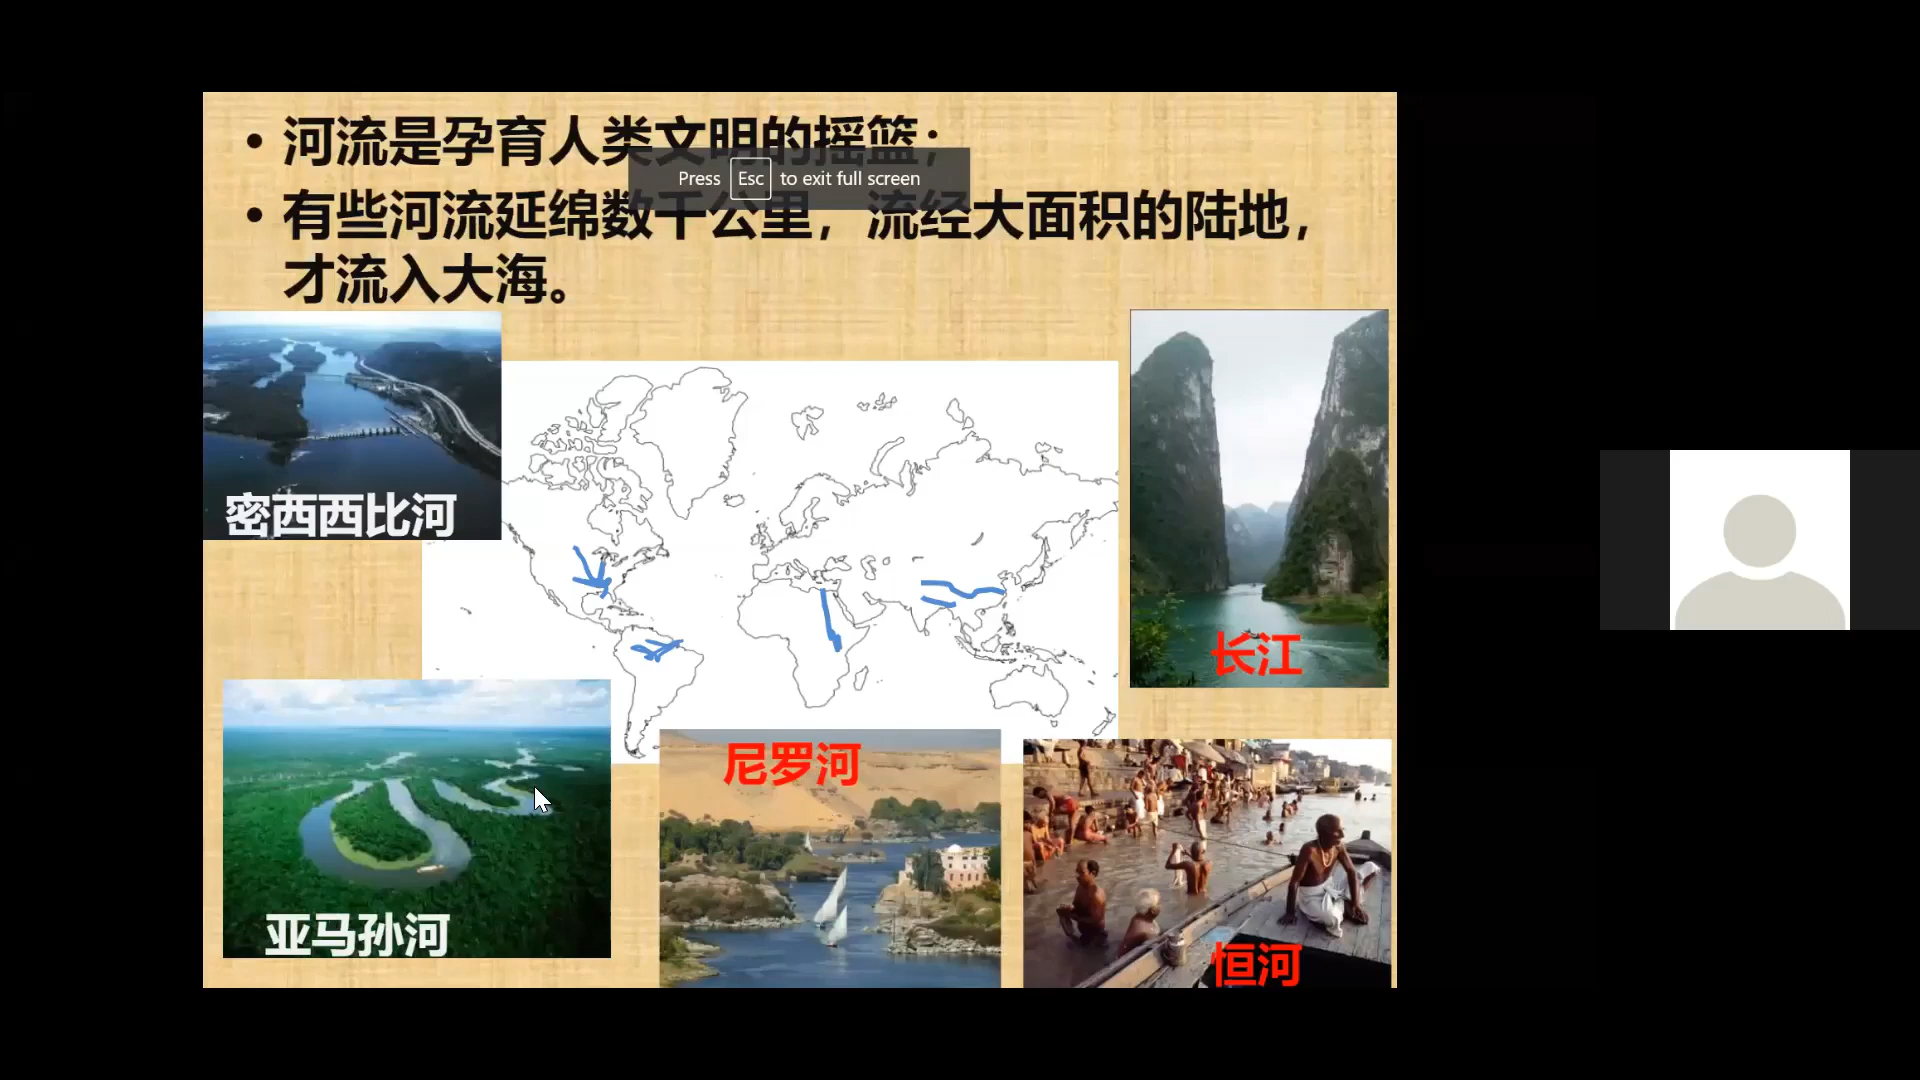 • 河流是孕育人类文明的摇篮；
Press Esc to exit full screen
• 有些河流延绵数千公里，流经大面积的陆地，
才流入大海。
密西西比河
长江
尼罗河
亚马孙河
恒河